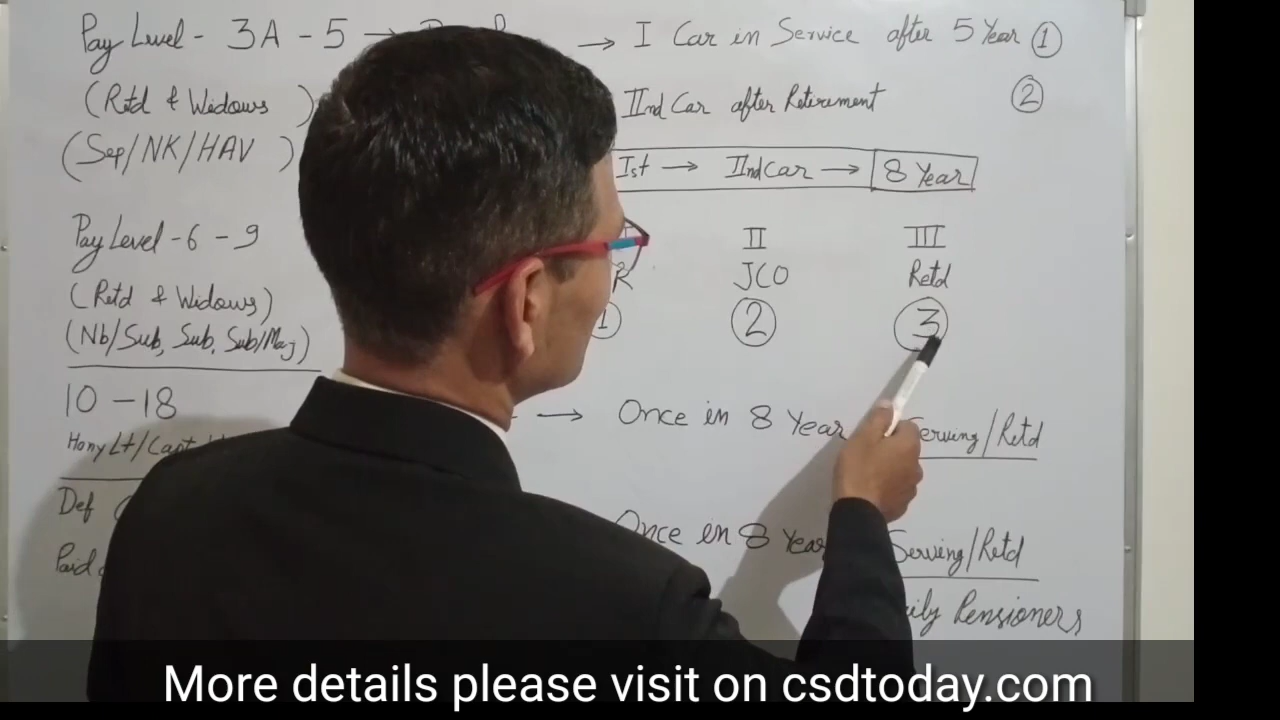 Pay Level - 3A - 5 → → I Car in Service after 5 Year ①
(Retd & Widows ) IInd Car after Retirement ②
(Sep/NK/HAV ) Ist → IInd Car → 8 Year
Pay Level - 6 - 9 II III
(Retd & Widows) R JCO Retd
(Nb/Sub, Sub, Sub/Maj) ① ② ③
10 - 18 → Once in 8 Year Serving/Retd
Hony Lt/Capt
Def Once in 8 Year Serving/Retd
Paid Pensioners
More details please visit on csdtoday.com